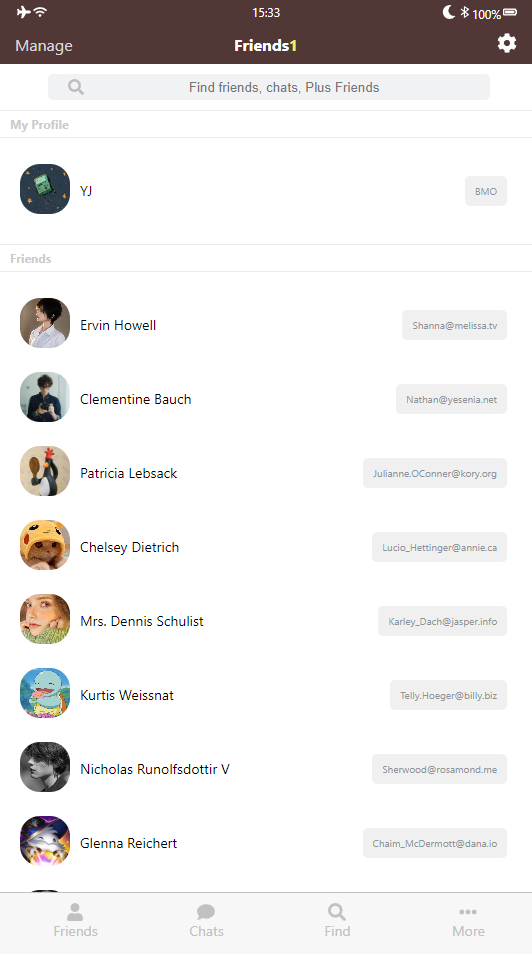 15:33
100%
Manage
Friends1
Find friends, chats, Plus Friends
My Profile
YJ
BMO
Friends
Ervin Howell
Shanna@melissa.tv
Clementine Bauch
Nathan@yesenia.net
Patricia Lebsack
Julianne.OConner@kory.org
Chelsey Dietrich
Lucio_Hettinger@annie.ca
Mrs. Dennis Schulist
Karley_Dach@jasper.info
Kurtis Weissnat
Telly.Hoeger@billy.biz
Nicholas Runolfsdottir V
Sherwood@rosamond.me
Glenna Reichert
Chaim_McDermott@dana.io
Friends
Chats
Find
More